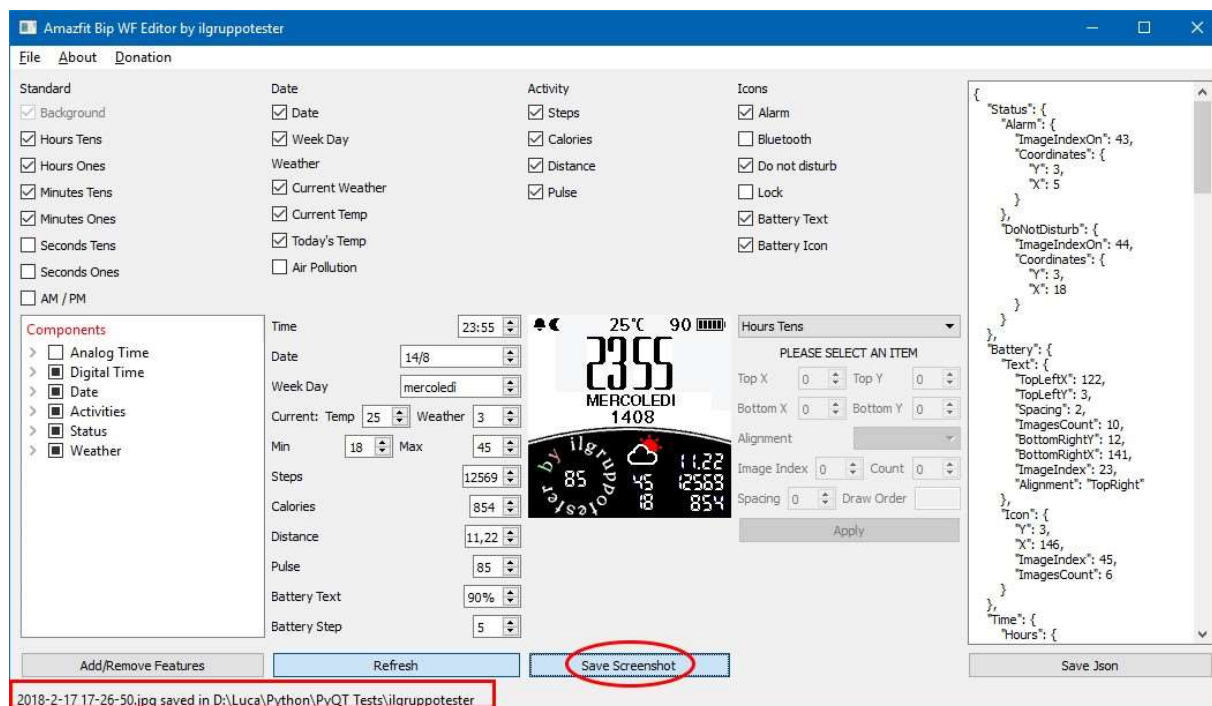 Amazfit Bip WF Editor by ilgruppotester
File About Donation
Standard
Background
Hours Tens
Hours Ones
Minutes Tens
Minutes Ones
Seconds Tens
Seconds Ones
AM / PM
Date
Date
Week Day
Weather
Current Weather
Current Temp
Today's Temp
Air Pollution
Activity
Steps
Calories
Distance
Pulse
Icons
Alarm
Bluetooth
Do not disturb
Lock
Battery Text
Battery Icon
Components
Analog Time
Digital Time
Date
Activities
Status
Weather
Time 23:55
Date 14/8
Week Day mercoledì
Current: Temp 25 Weather 3
Min 18 Max 45
Steps 12569
Calories 854
Distance 11,22
Pulse 85
Battery Text 90%
Battery Step 5
25°C 90
2355
MERCOLEDI
1408
by ilgruppotester
85
45
18
11.22
12569
854
Hours Tens
PLEASE SELECT AN ITEM
Top X 0 Top Y 0
Bottom X 0 Bottom Y 0
Alignment
Image Index 0 Count 0
Spacing 0 Draw Order
Apply
{
"Status": {
"Alarm": {
"ImageIndexOn": 43,
"Coordinates": {
"Y": 3,
"X": 5
}
},
"DoNotDisturb": {
"ImageIndexOn": 44,
"Coordinates": {
"Y": 3,
"X": 18
}
}
},
"Battery": {
"Text": {
"TopLeftX": 122,
"TopLeftY": 3,
"Spacing": 2,
"ImagesCount": 10,
"BottomRightY": 12,
"BottomRightX": 141,
"ImageIndex": 23,
"Alignment": "TopRight"
},
"Icon": {
"Y": 3,
"X": 146,
"ImageIndex": 45,
"ImagesCount": 6
}
},
"Time": {
"Hours": {
Add/Remove Features
Refresh
Save Screenshot
Save Json
2018-2-17 17-26-50.jpg saved in D:\Luca\Python\PyQT Tests\ilgruppotester